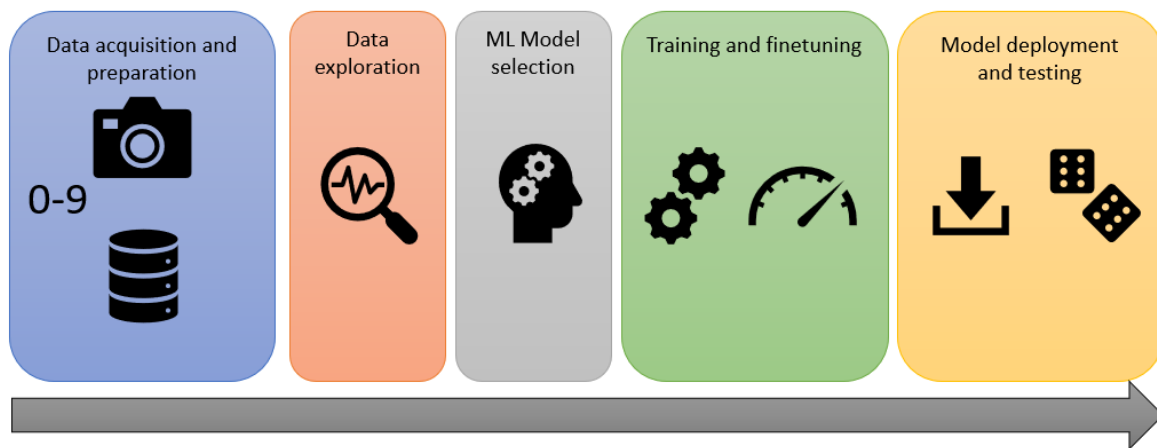 Data acquisition and
preparation
0-9
Data
exploration
ML Model
selection
Training and finetuning
Model deployment
and testing